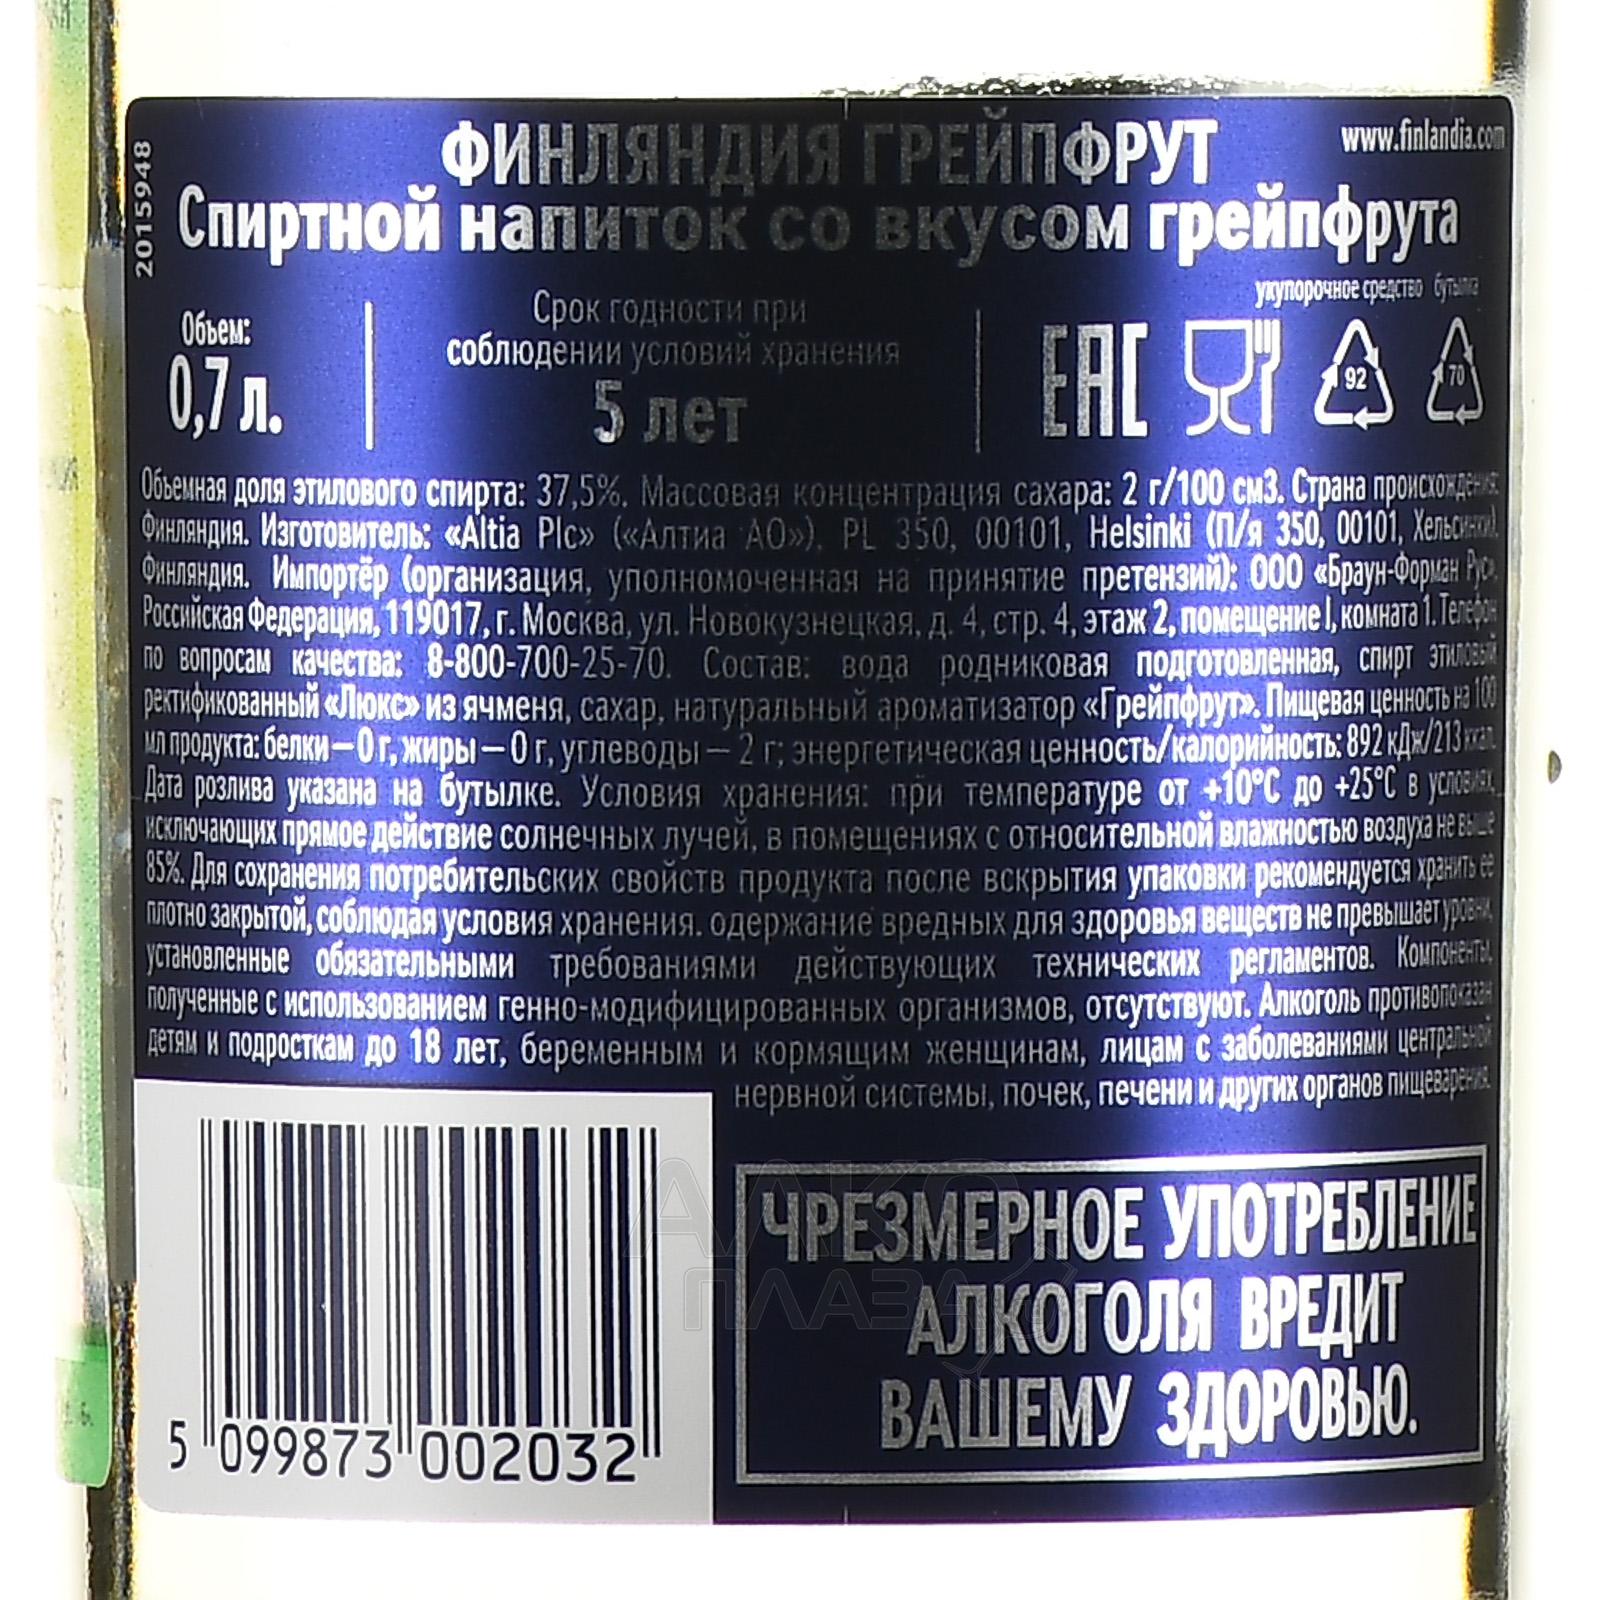 ФИНЛЯНДИЯ ГРЕЙПФРУТ
www.finlandia.com
Спиртной напиток со вкусом грейпфрута
2015948
укупорочное средство бутылка
Объем:
0,7 л.
Срок годности при
соблюдении условий хранения
5 лет
EAC
92
70
Объемная доля этилового спирта: 37,5%. Массовая концентрация сахара: 2 г/100 см3. Страна происхождения:
Финляндия. Изготовитель: «Altia Plc» («Алтиа АО»), PL 350, 00101, Helsinki (П/я 350, 00101, Хельсинки),
Финляндия. Импортёр (организация, уполномоченная на принятие претензий): ООО «Браун-Форман Рус»,
Российская Федерация, 119017, г. Москва, ул. Новокузнецкая, д. 4, стр. 4, этаж 2, помещение I, комната 1. Телефон
по вопросам качества: 8-800-700-25-70. Состав: вода родниковая подготовленная, спирт этиловый
ректификованный «Люкс» из ячменя, сахар, натуральный ароматизатор «Грейпфрут». Пищевая ценность на 100
мл продукта: белки – 0 г, жиры – 0 г, углеводы – 2 г; энергетическая ценность/калорийность: 892 кДж/213 ккал.
Дата розлива указана на бутылке. Условия хранения: при температуре от +10°C до +25°C в условиях,
исключающих прямое действие солнечных лучей, в помещениях с относительной влажностью воздуха не выше
85%. Для сохранения потребительских свойств продукта после вскрытия упаковки рекомендуется хранить ее
плотно закрытой, соблюдая условия хранения. одержание вредных для здоровья веществ не превышает уровни,
установленные обязательными требованиями действующих технических регламентов. Компоненты,
полученные с использованием генно-модифицированных организмов, отсутствуют. Алкоголь противопоказан
детям и подросткам до 18 лет, беременным и кормящим женщинам, лицам с заболеваниями центральной
нервной системы, почек, печени и других органов пищеварения.
ЧРЕЗМЕРНОЕ УПОТРЕБЛЕНИЕ
АЛКОГОЛЯ ВРЕДИТ
ВАШЕМУ ЗДОРОВЬЮ.
5 099873 002032
АЛКО
ПЛАЗА